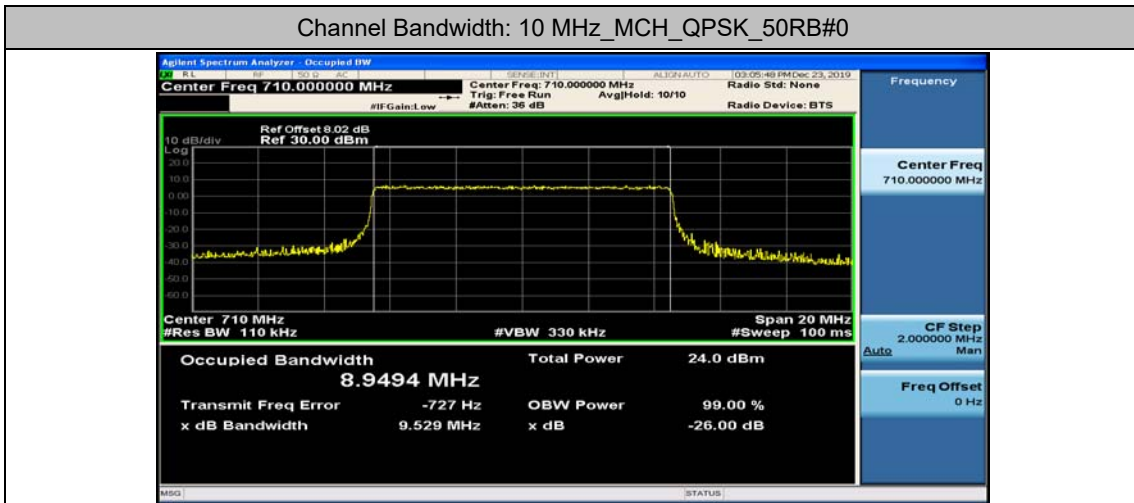 Channel Bandwidth: 10 MHz_MCH_QPSK_50RB#0
Agilent Spectrum Analyzer - Occupied BW
RL RF 50 Ω AC SENSE:INT ALIGN AUTO 03:05:48 PM Dec 23, 2019
Center Freq 710.000000 MHz Center Freq: 710.000000 MHz Radio Std: None Frequency
Trig: Free Run Avg|Hold: 10/10
#IFGain:Low #Atten: 36 dB Radio Device: BTS
Ref Offset 8.02 dB
10 dB/div Ref 30.00 dBm
Log
20.0
10.0
0.00
-10.0
-20.0
-30.0
-40.0
-50.0
-60.0
Center Freq
710.000000 MHz
Center 710 MHz Span 20 MHz
#Res BW 110 kHz #VBW 330 kHz #Sweep 100 ms
CF Step
2.000000 MHz
Auto Man
Occupied Bandwidth Total Power 24.0 dBm
8.9494 MHz
Freq Offset
0 Hz
Transmit Freq Error -727 Hz OBW Power 99.00 %
x dB Bandwidth 9.529 MHz x dB -26.00 dB
MSG STATUS